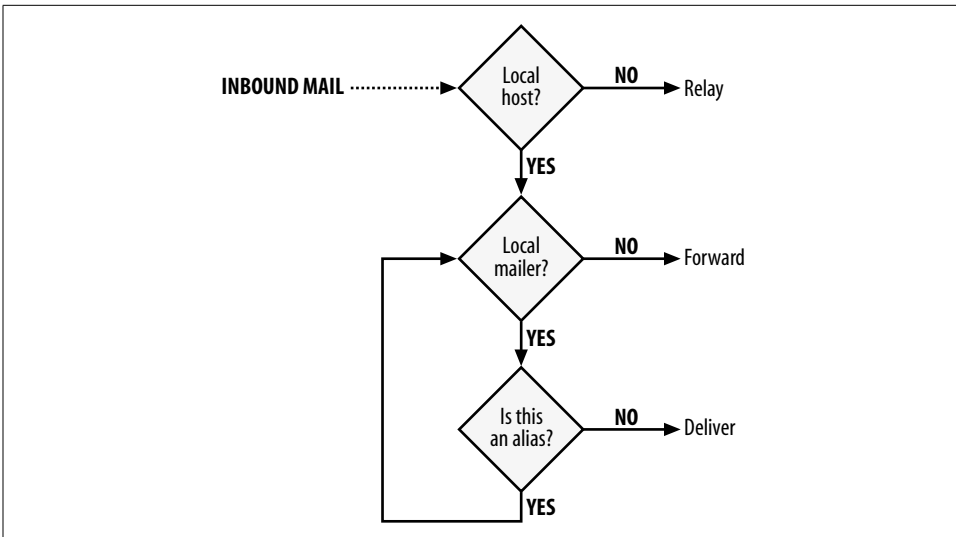 INBOUND MAIL
Local
host?
NO
Relay
YES
Local
mailer?
NO
Forward
YES
Is this
an alias?
NO
Deliver
YES